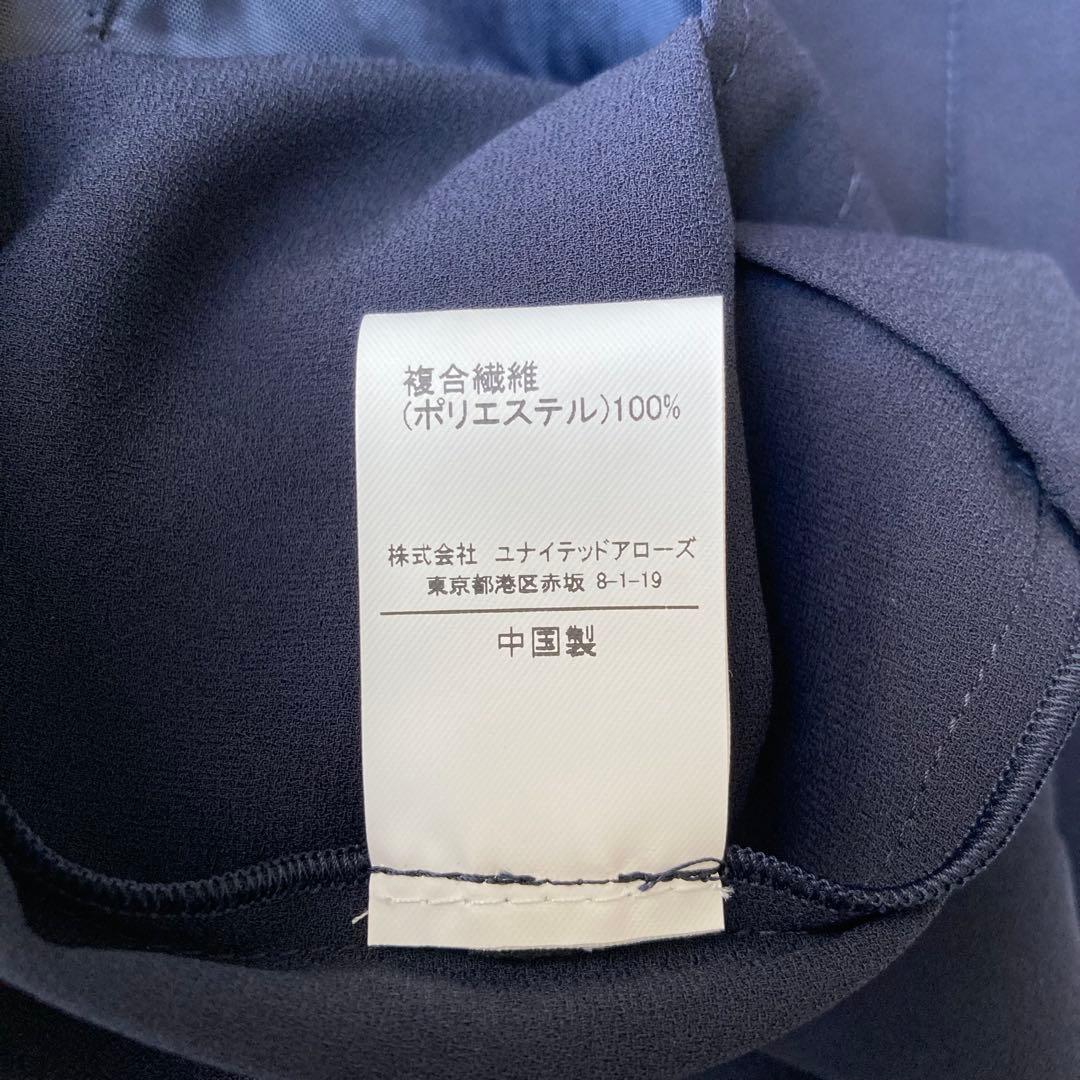 複合繊維
(ポリエステル)100%
株式会社 ユナイテッドアローズ
東京都港区赤坂 8-1-19
中国製